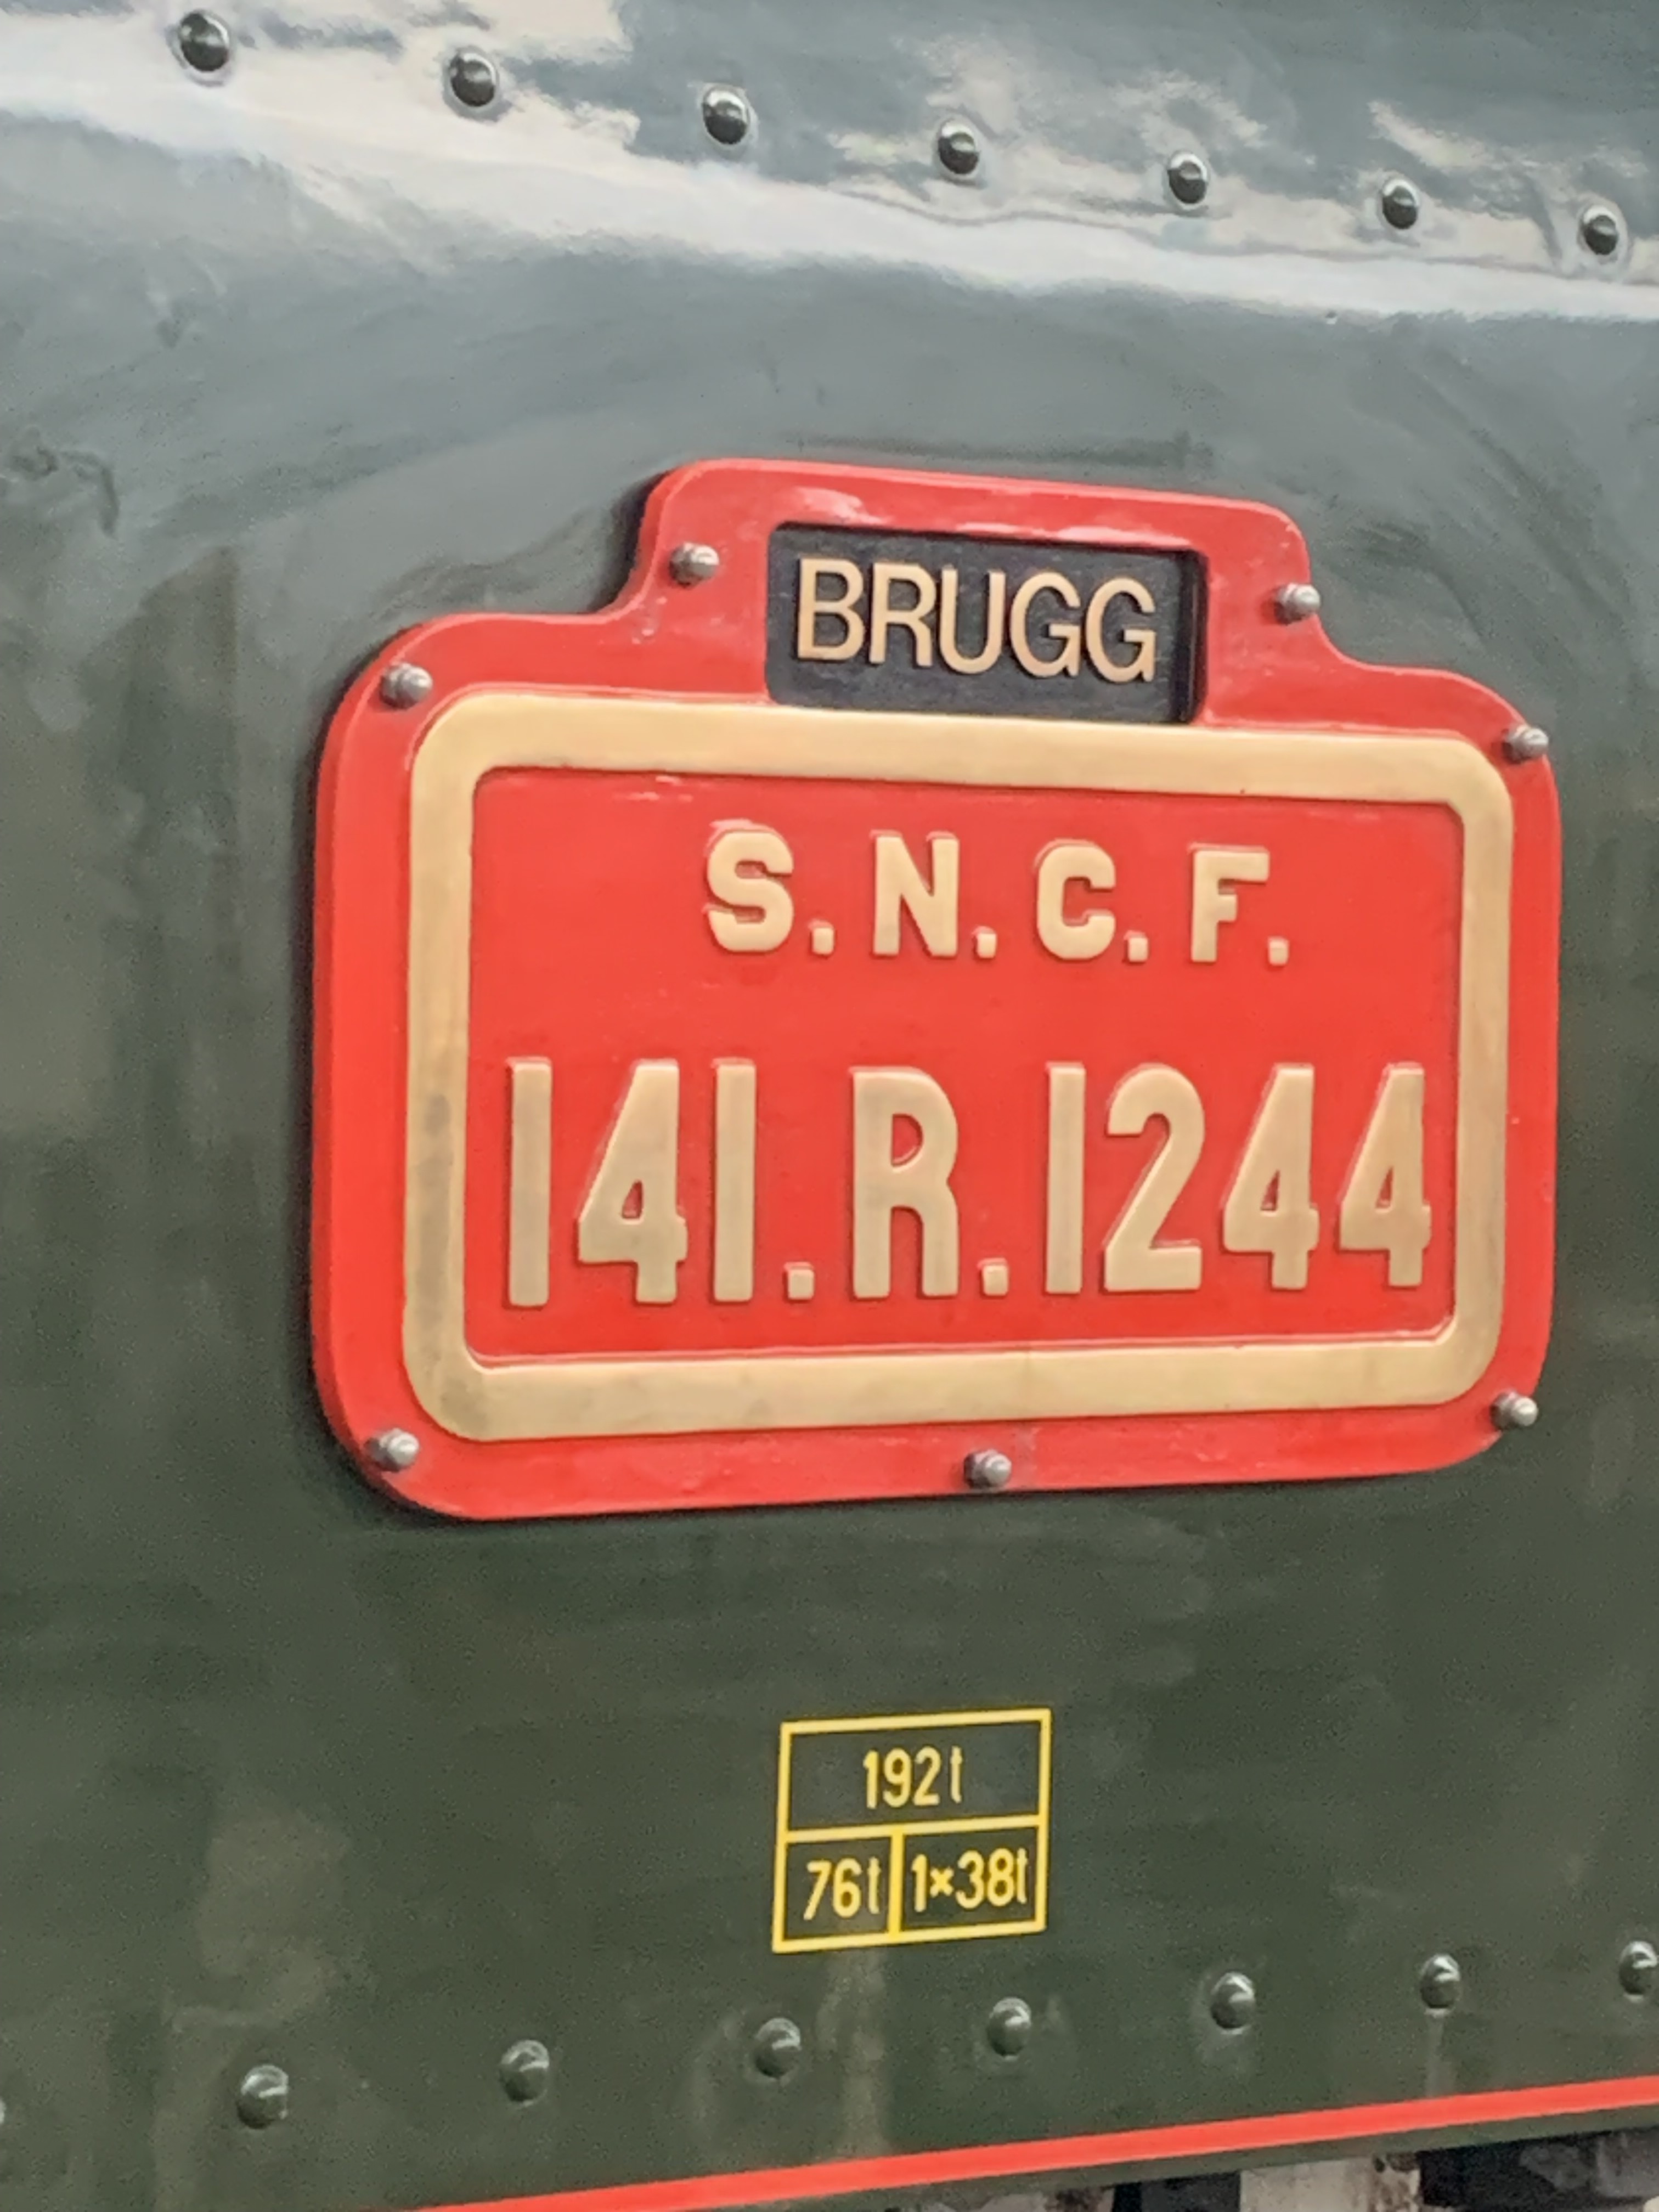 BRUGG
S.N.C.F.
141.R.1244
192t
76t 1×38t